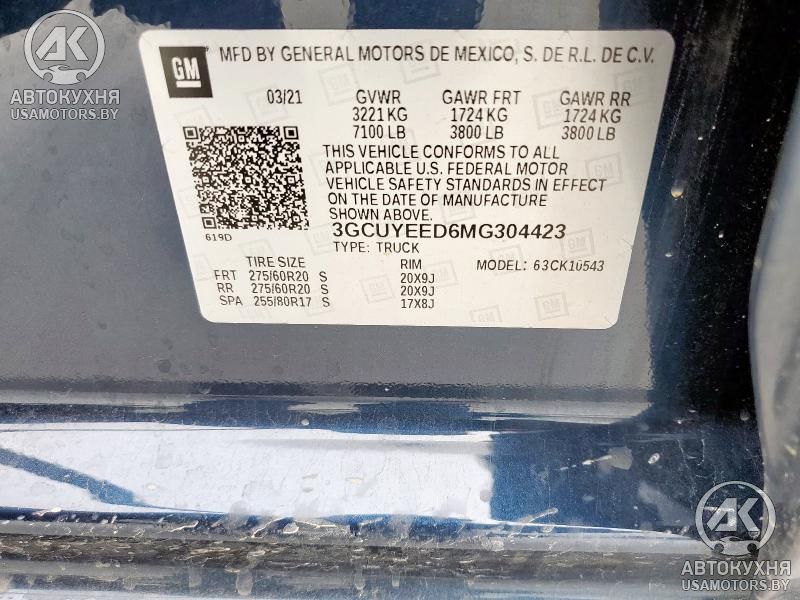 GM MFD BY GENERAL MOTORS DE MEXICO, S. DE R.L. DE C.V.
03/21 GVWR GAWR FRT GAWR RR
3221 KG 1724 KG 1724 KG
7100 LB 3800 LB 3800 LB
THIS VEHICLE CONFORMS TO ALL
APPLICABLE U.S. FEDERAL MOTOR
VEHICLE SAFETY STANDARDS IN EFFECT
ON THE DATE OF MANUFACTURE
SHOWN ABOVE.
619D
3GCUYEED6MG304423
TYPE: TRUCK
TIRE SIZE RIM MODEL: 63CK10543
FRT 275/60R20 S 20X9J
RR 275/60R20 S 20X9J
SPA 255/80R17 S 17X8J
АК
АВТОКУХНЯ
USAMOTORS.BY
АК
АВТОКУХНЯ
USAMOTORS.BY